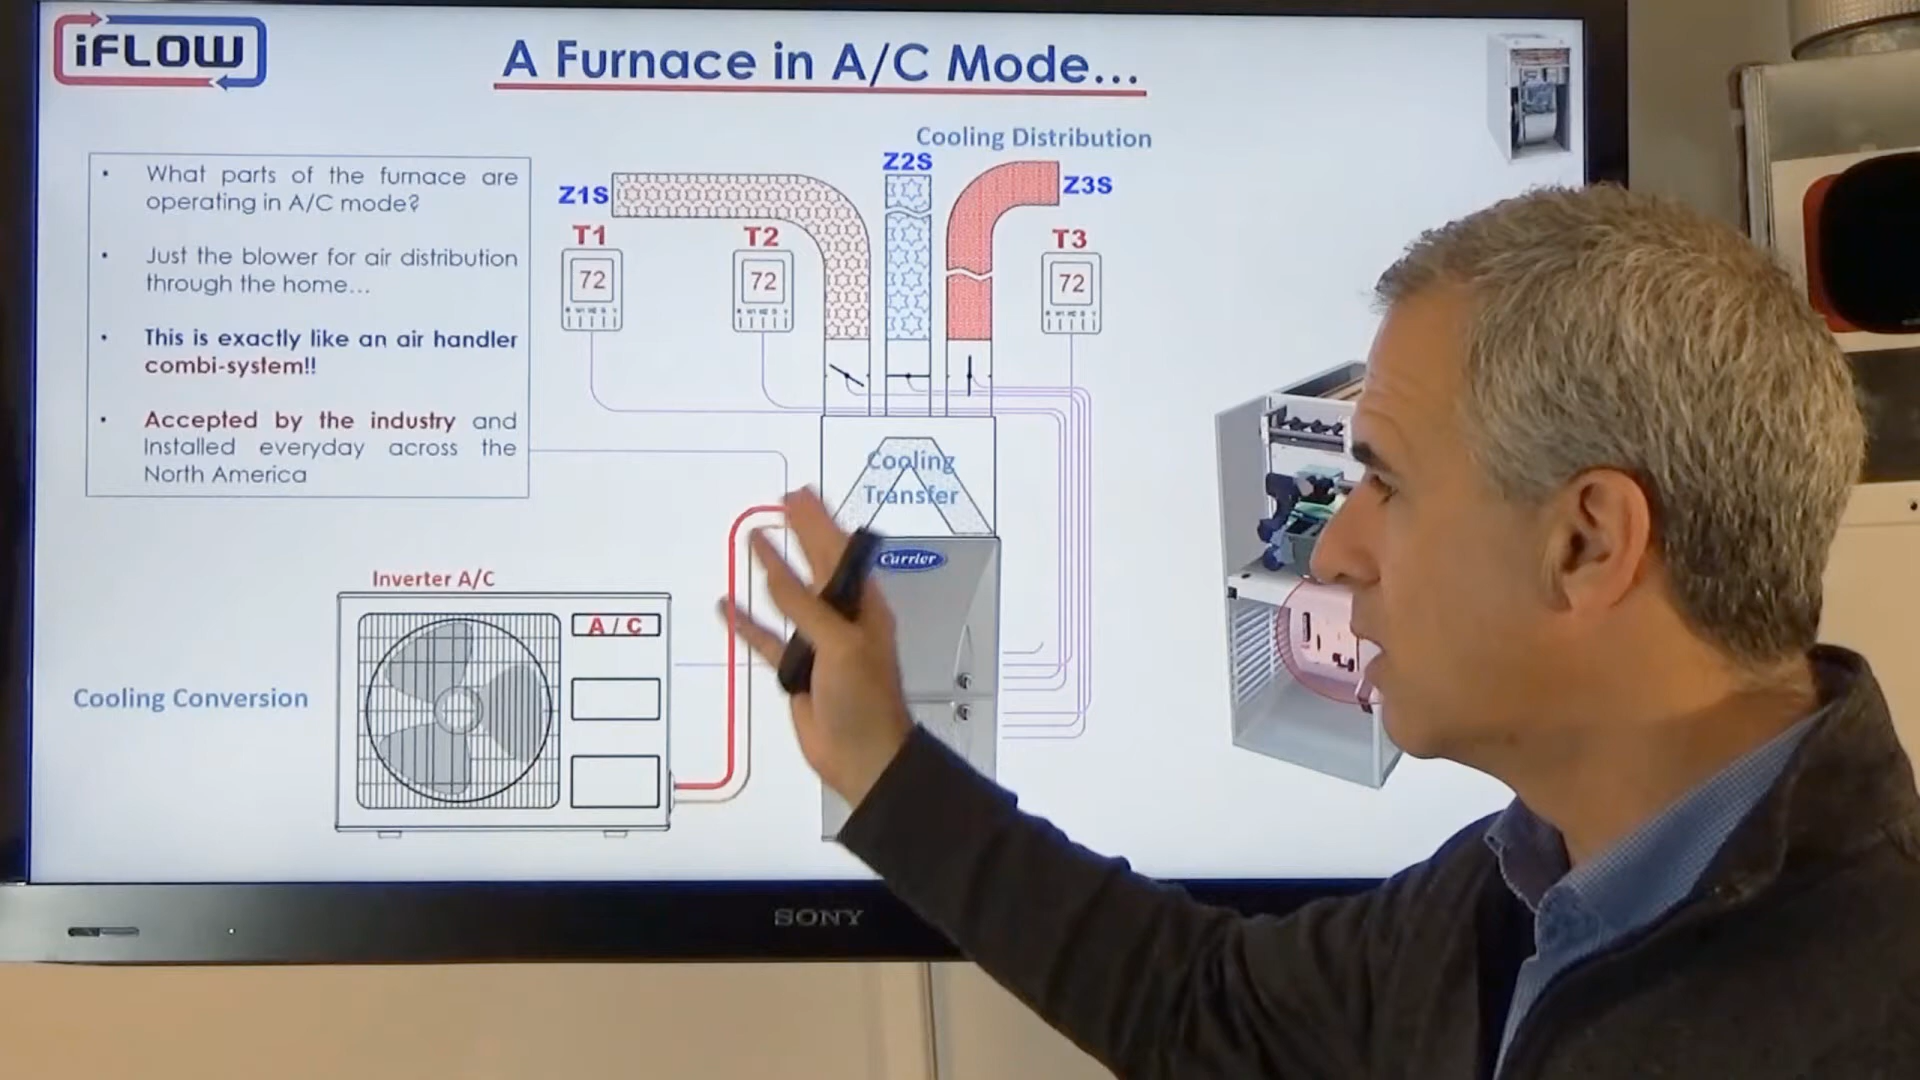 iFLOW
A Furnace in A/C Mode...
Cooling Distribution
• What parts of the furnace are
operating in A/C mode?
• Just the blower for air distribution
through the home...
• This is exactly like an air handler
combi-system!!
• Accepted by the industry and
Installed everyday across the
North America
Z1S
Z2S
Z3S
T1
T2
T3
72
72
72
Cooling
Transfer
Carrier
Inverter A/C
A / C
Cooling Conversion
SONY